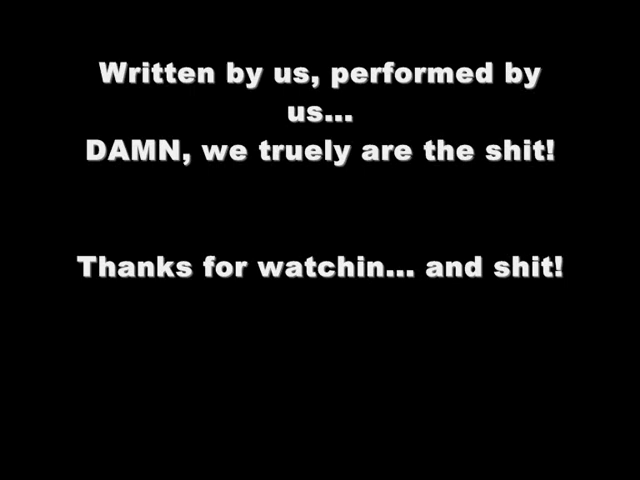 Written by us, performed by
us...
DAMN, we truely are the shit!
Thanks for watchin... and shit!